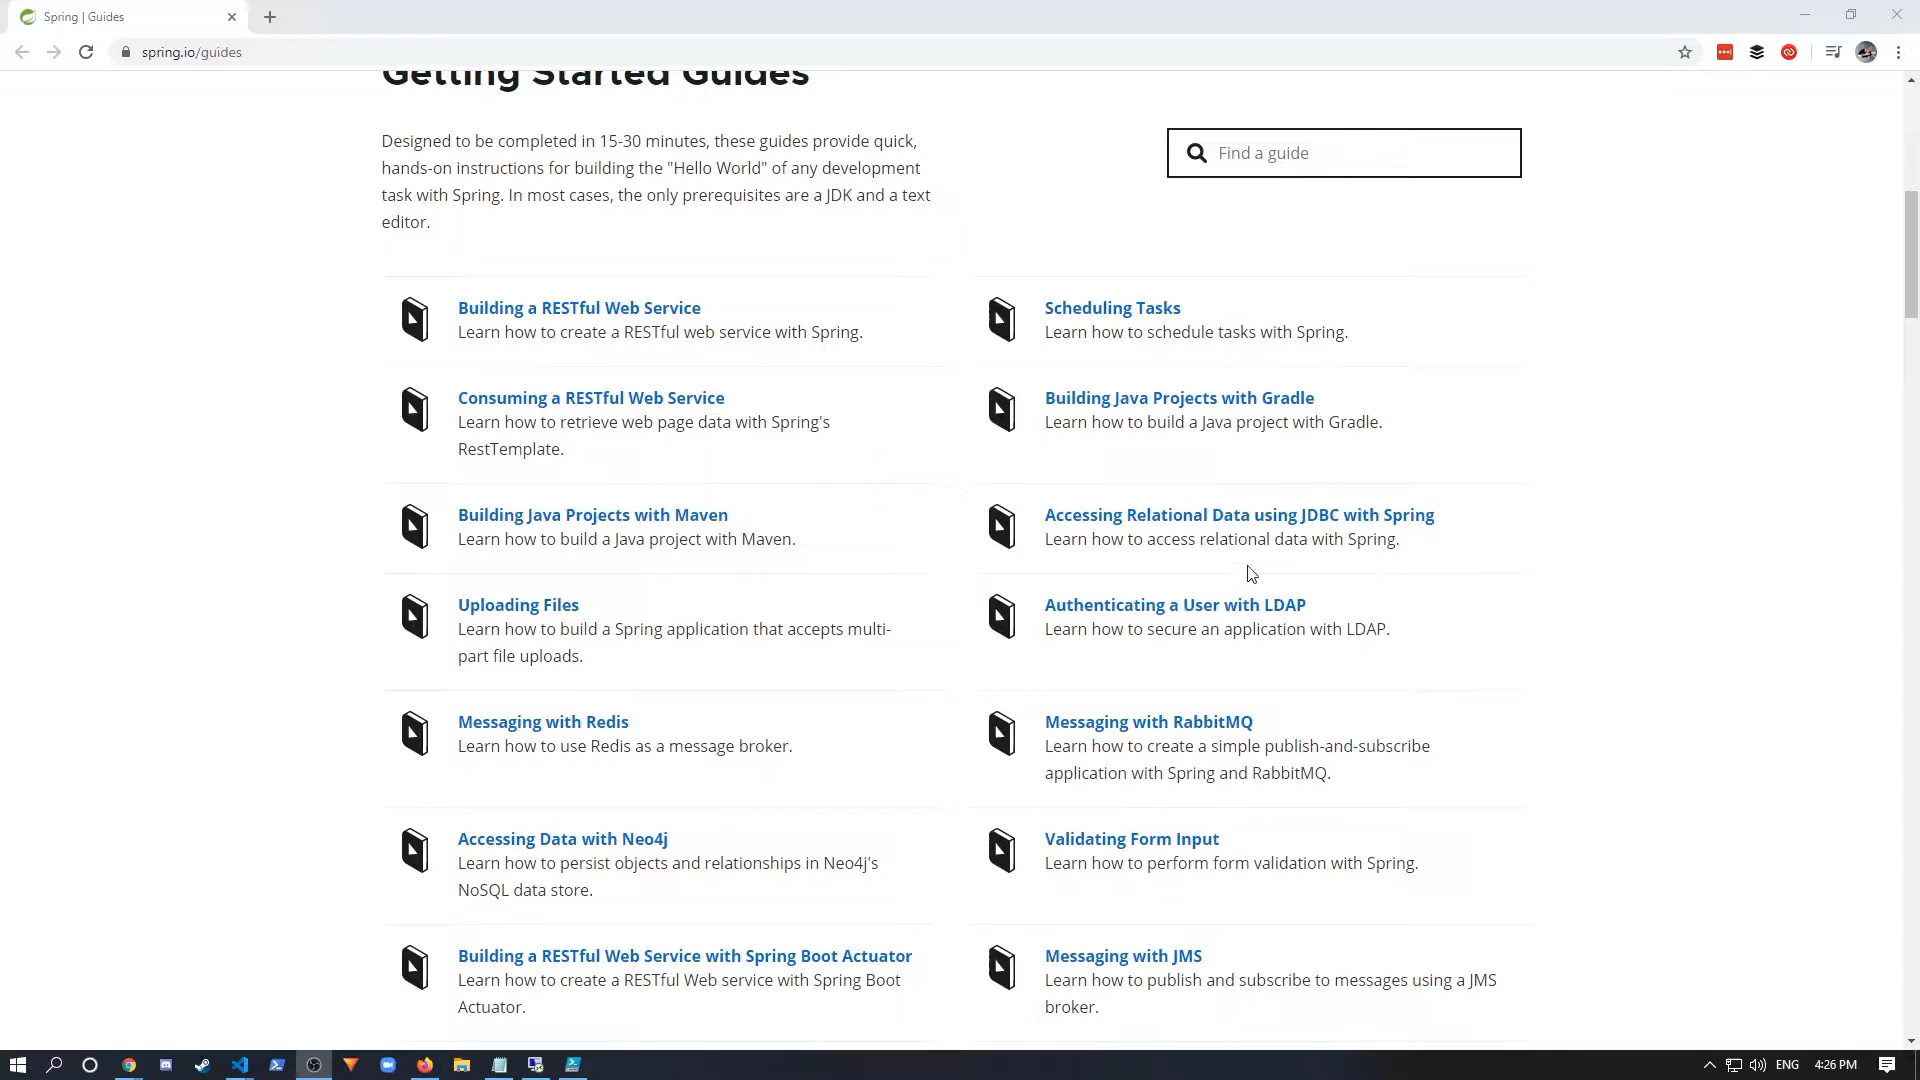 Spring | Guides
spring.io/guides
Getting Started Guides
Designed to be completed in 15-30 minutes, these guides provide quick,
hands-on instructions for building the "Hello World" of any development
task with Spring. In most cases, the only prerequisites are a JDK and a text
editor.
Find a guide
Building a RESTful Web Service
Learn how to create a RESTful web service with Spring.
Scheduling Tasks
Learn how to schedule tasks with Spring.
Consuming a RESTful Web Service
Learn how to retrieve web page data with Spring's
RestTemplate.
Building Java Projects with Gradle
Learn how to build a Java project with Gradle.
Building Java Projects with Maven
Learn how to build a Java project with Maven.
Accessing Relational Data using JDBC with Spring
Learn how to access relational data with Spring.
Uploading Files
Learn how to build a Spring application that accepts multi-
part file uploads.
Authenticating a User with LDAP
Learn how to secure an application with LDAP.
Messaging with Redis
Learn how to use Redis as a message broker.
Messaging with RabbitMQ
Learn how to create a simple publish-and-subscribe
application with Spring and RabbitMQ.
Accessing Data with Neo4j
Learn how to persist objects and relationships in Neo4j's
NoSQL data store.
Validating Form Input
Learn how to perform form validation with Spring.
Building a RESTful Web Service with Spring Boot Actuator
Learn how to create a RESTful Web service with Spring Boot
Actuator.
Messaging with JMS
Learn how to publish and subscribe to messages using a JMS
broker.
ENG
4:26 PM